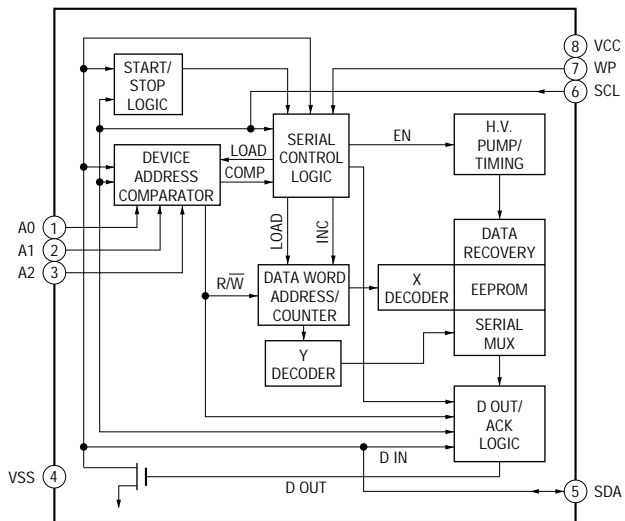 8 VCC
7 WP
6 SCL
START/
STOP
LOGIC
SERIAL
CONTROL
LOGIC
EN
H.V.
PUMP/
TIMING
DEVICE
ADDRESS
COMPARATOR
LOAD
COMP
A0 1
A1 2
A2 3
LOAD
INC
DATA
RECOVERY
R/W̅
DATA WORD
ADDRESS/
COUNTER
X
DECODER
EEPROM
Y
DECODER
SERIAL
MUX
D OUT/
ACK
LOGIC
D IN
VSS 4
D OUT
5 SDA